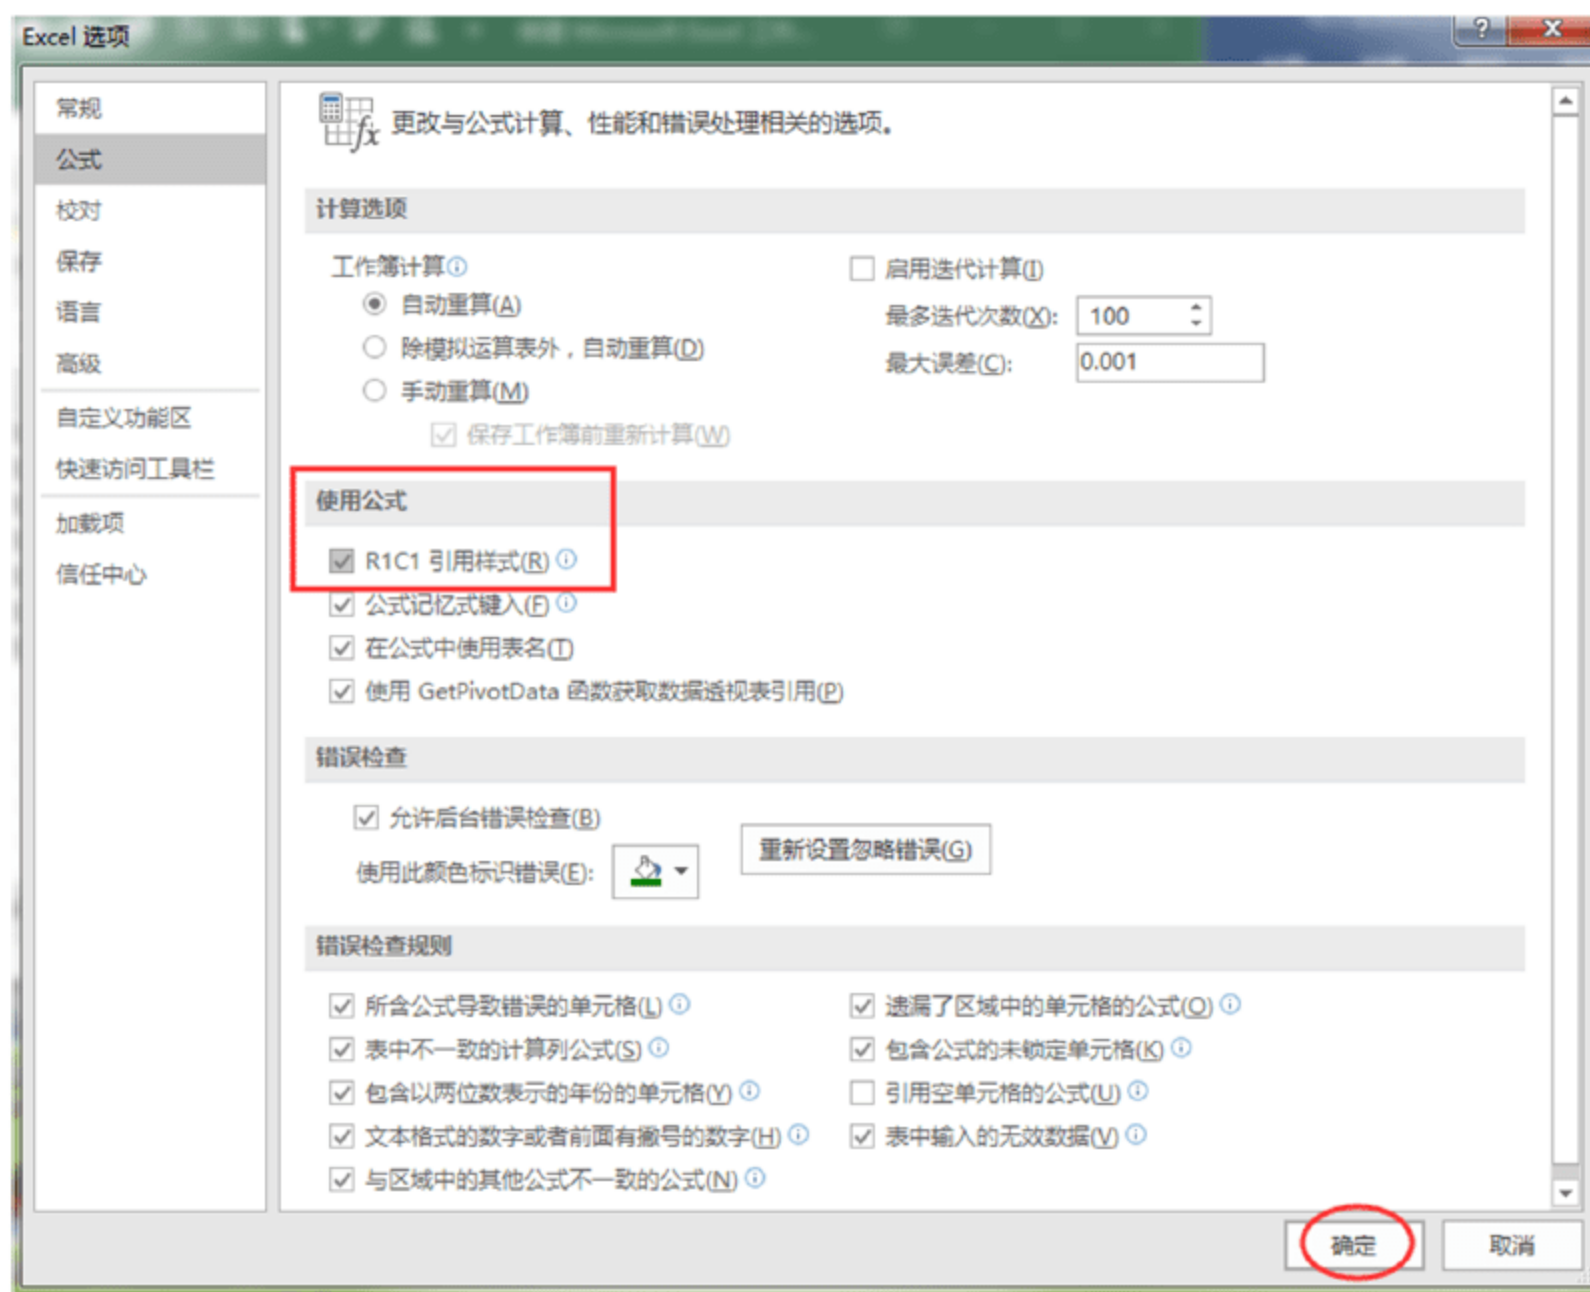 Excel 选项
常规
公式
校对
保存
语言
高级
自定义功能区
快速访问工具栏
加载项
信任中心
更改与公式计算、性能和错误处理相关的选项。
计算选项
工作簿计算
自动重算(A)
除模拟运算表外，自动重算(D)
手动重算(M)
保存工作簿前重新计算(W)
启用迭代计算(I)
最多迭代次数(X): 100
最大误差(C): 0.001
使用公式
R1C1 引用样式(R)
公式记忆式键入(F)
在公式中使用表名(T)
使用 GetPivotData 函数获取数据透视表引用(P)
错误检查
允许后台错误检查(B)
使用此颜色标识错误(E):
重新设置忽略错误(G)
错误检查规则
所含公式导致错误的单元格(L)
表中不一致的计算列公式(S)
包含以两位数表示的年份的单元格(Y)
文本格式的数字或者前面有撇号的数字(H)
与区域中的其他公式不一致的公式(N)
遗漏了区域中的单元格的公式(O)
包含公式的未锁定单元格(K)
引用空单元格的公式(U)
表中输入的无效数据(V)
确定
取消